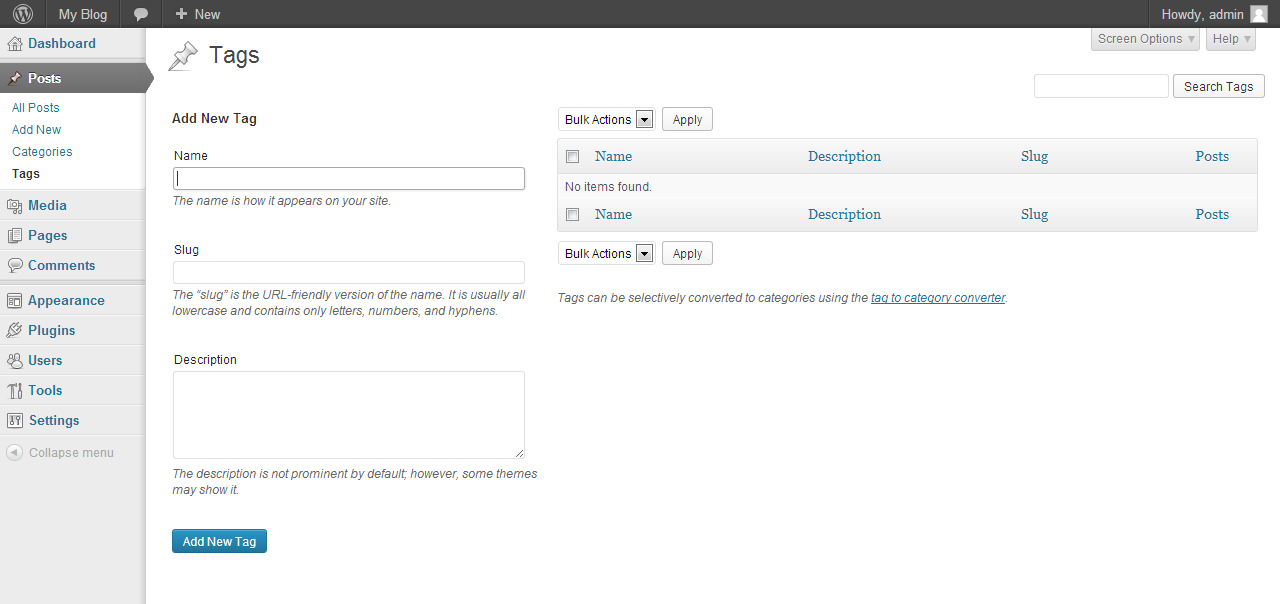 My Blog
New
Howdy, admin
Dashboard
Posts
All Posts
Add New
Categories
Tags
Media
Pages
Comments
Appearance
Plugins
Users
Tools
Settings
Collapse menu
Screen Options
Help
Tags
Search Tags
Add New Tag
Name
The name is how it appears on your site.
Slug
The “slug” is the URL-friendly version of the name. It is usually all
lowercase and contains only letters, numbers, and hyphens.
Description
The description is not prominent by default; however, some themes
may show it.
Add New Tag
Bulk Actions Apply
Name Description Slug Posts
No items found.
Name Description Slug Posts
Bulk Actions Apply
Tags can be selectively converted to categories using the tag to category converter.